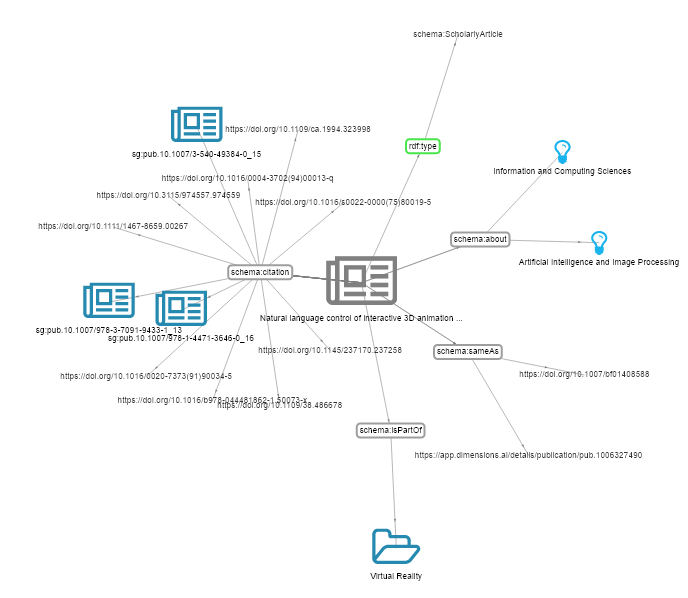 schema:ScholarlyArticle
https://doi.org/10.1109/ca.1994.323998
rdf:type
sg:pub.10.1007/3-540-49384-0_15
Information and Computing Sciences
https://doi.org/10.1016/0004-3702(94)00013-q
https://doi.org/10.3115/974557.974559
https://doi.org/10.1016/s0022-0000(75)80019-5
https://doi.org/10.1111/1467-8659.00267
schema:about
Artificial Intelligence and Image Processing
schema:citation
Natural language control of interactive 3D animation ...
sg:pub.10.1007/978-3-7091-9433-1_13
sg:pub.10.1007/978-1-4471-3646-0_16
https://doi.org/10.1145/237170.237258
schema:sameAs
https://doi.org/10.1007/bf01408588
https://doi.org/10.1016/0020-7373(91)90034-5
https://doi.org/10.1016/b978-044481862-1.50073-x
https://doi.org/10.1109/38.486678
schema:isPartOf
https://app.dimensions.ai/details/publication/pub.1006327490
Virtual Reality